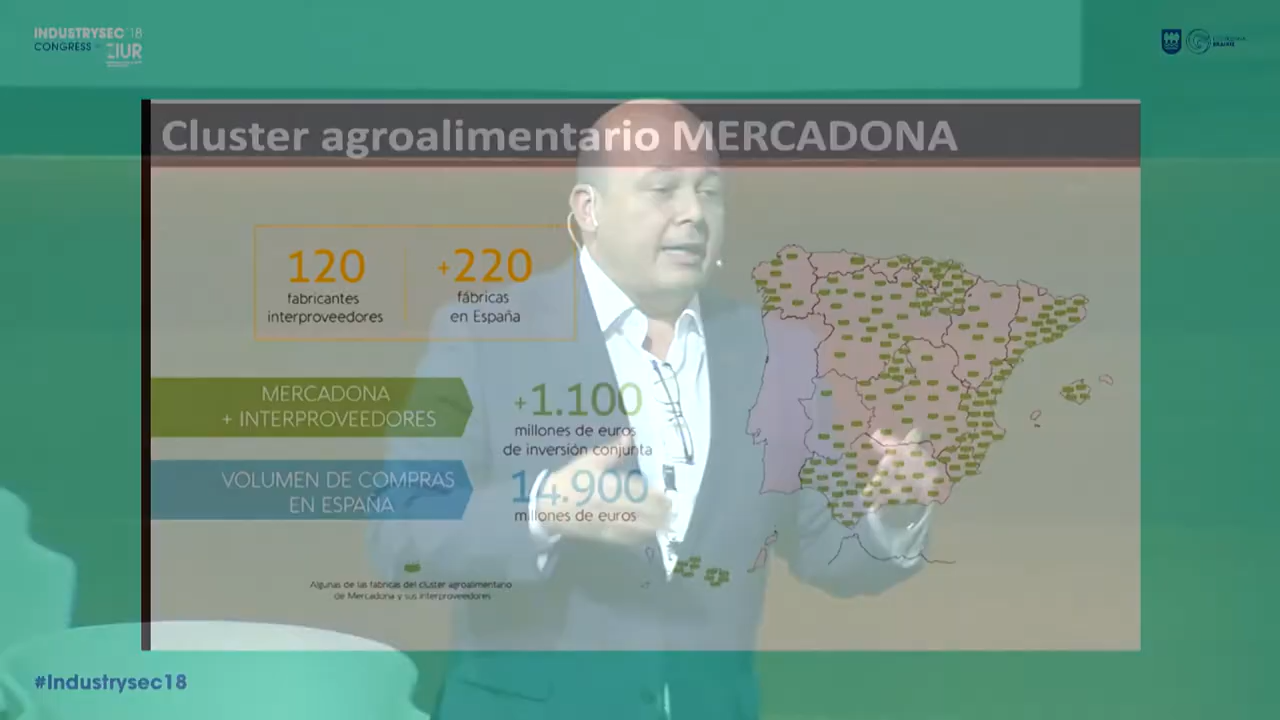 INDUSTRYSEC'18
CONGRESS
ZIUR
Cluster agroalimentario MERCADONA
120
fabricantes
interproveedores
+220
fábricas
en España
MERCADONA
+ INTERPROVEEDORES
+1.100
millones de euros
de inversión conjunta
VOLUMEN DE COMPRAS
EN ESPAÑA
14.900
millones de euros
Algunas de las fábricas del clúster agroalimentario
de Mercadona y sus interproveedores
#Industrysec18